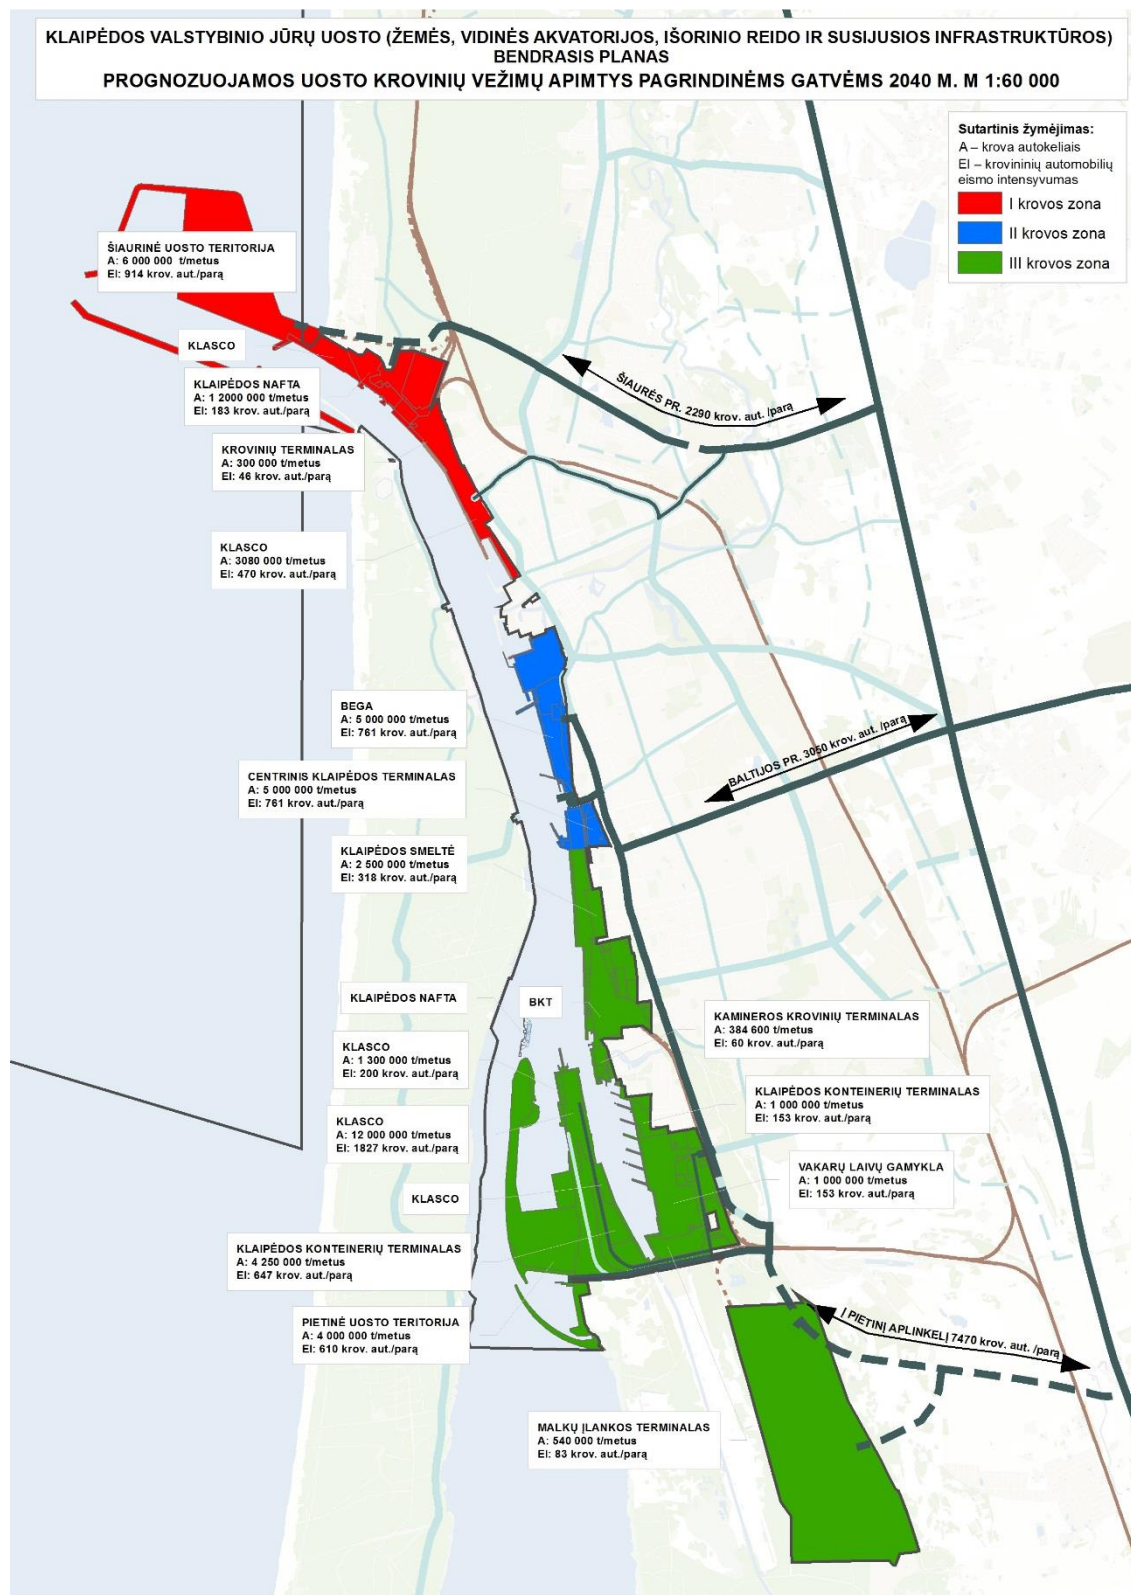 KLAIPĖDOS VALSTYBINIO JŪRŲ UOSTO (ŽEMĖS, VIDINĖS AKVATORIJOS, IŠORINIO REIDO IR SUSIJUSIOS INFRASTRUKTŪROS)
BENDRASIS PLANAS
PROGNOZUOJAMOS UOSTO KROVINIŲ VEŽIMŲ APIMTYS PAGRINDINĖMS GATVĖMS 2040 M. M 1:60 000
Sutartinis žymėjimas:
A – krova autokeliais
EI – krovininių automobilių
eismo intensyvumas
I krovos zona
II krovos zona
III krovos zona
ŠIAURINĖ UOSTO TERITORIJA
A: 6 000 000 t/metus
EI: 914 krov. aut./parą
KLASCO
KLAIPĖDOS NAFTA
A: 1 2000 000 t/metus
EI: 183 krov. aut./parą
ŠIAURĖS PR. 2290 krov. aut. /parą
KROVINIŲ TERMINALAS
A: 300 000 t/metus
EI: 46 krov. aut./parą
KLASCO
A: 3080 000 t/metus
EI: 470 krov. aut./parą
BEGA
A: 5 000 000 t/metus
EI: 761 krov. aut./parą
BALTIJOS PR. 3050 krov. aut. /parą
CENTRINIS KLAIPĖDOS TERMINALAS
A: 5 000 000 t/metus
EI: 761 krov. aut./parą
KLAIPĖDOS SMELTĖ
A: 2 500 000 t/metus
EI: 318 krov. aut./parą
KLAIPĖDOS NAFTA
BKT
KAMINEROS KROVINIŲ TERMINALAS
A: 384 600 t/metus
EI: 60 krov. aut./parą
KLASCO
A: 1 300 000 t/metus
EI: 200 krov. aut./parą
KLAIPĖDOS KONTEINERIŲ TERMINALAS
A: 1 000 000 t/metus
EI: 153 krov. aut./parą
KLASCO
A: 12 000 000 t/metus
EI: 1827 krov. aut./parą
VAKARŲ LAIVŲ GAMYKLA
A: 1 000 000 t/metus
EI: 153 krov. aut./parą
KLASCO
KLAIPĖDOS KONTEINERIŲ TERMINALAS
A: 4 250 000 t/metus
EI: 647 krov. aut./parą
PIETINĖ UOSTO TERITORIJA
A: 4 000 000 t/metus
EI: 610 krov. aut./parą
Į PIETINĮ APLINKELĮ 7470 krov. aut. /parą
MALKŲ ĮLANKOS TERMINALAS
A: 540 000 t/metus
EI: 83 krov. aut./parą